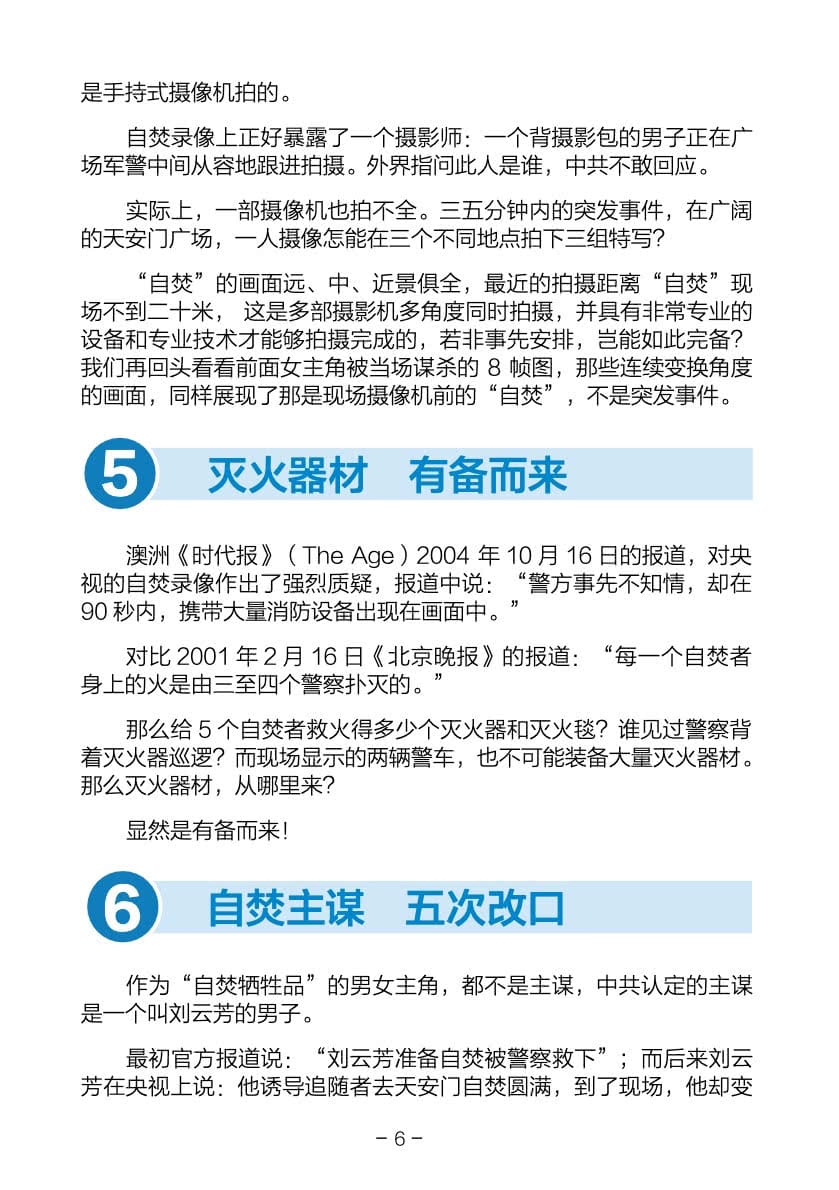 是手持式摄像机拍的。
自焚录像上正好暴露了一个摄影师：一个背摄影包的男子正在广
场军警中间从容地跟进拍摄。外界指问此人是谁，中共不敢回应。
实际上，一部摄像机也拍不全。三五分钟内的突发事件，在广阔
的天安门广场，一人摄像怎能在三个不同地点拍下三组特写？
“自焚”的画面远、中、近景俱全，最近的拍摄距离“自焚”现
场不到二十米， 这是多部摄影机多角度同时拍摄，并具有非常专业的
设备和专业技术才能够拍摄完成的，若非事先安排，岂能如此完备？
我们再回头看看前面女主角被当场谋杀的 8 帧图，那些连续变换角度
的画面，同样展现了那是现场摄像机前的“自焚”，不是突发事件。
5 灭火器材　有备而来
澳洲《时代报》（The Age）2004 年 10 月 16 日的报道，对央
视的自焚录像作出了强烈质疑，报道中说：“警方事先不知情，却在
90 秒内，携带大量消防设备出现在画面中。”
对比 2001 年 2 月 16 日《北京晚报》的报道：“每一个自焚者
身上的火是由三至四个警察扑灭的。”
那么给 5 个自焚者救火得多少个灭火器和灭火毯？谁见过警察背
着灭火器巡逻？而现场显示的两辆警车，也不可能装备大量灭火器材。
那么灭火器材，从哪里来？
显然是有备而来！
6 自焚主谋　五次改口
作为“自焚牺牲品”的男女主角，都不是主谋，中共认定的主谋
是一个叫刘云芳的男子。
最初官方报道说：“刘云芳准备自焚被警察救下”；而后来刘云
芳在央视上说：他诱导追随者去天安门自焚圆满，到了现场，他却变
- 6 -